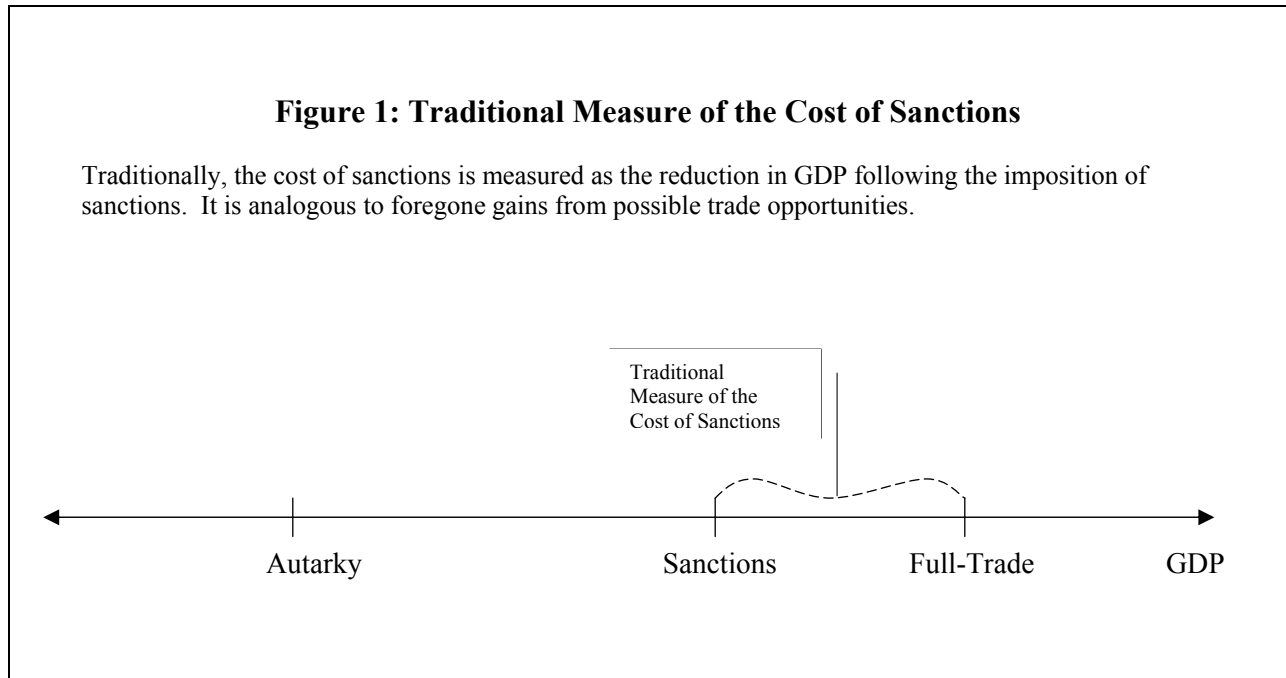 Figure 1: Traditional Measure of the Cost of Sanctions
Traditionally, the cost of sanctions is measured as the reduction in GDP following the imposition of
sanctions.  It is analogous to foregone gains from possible trade opportunities.
Traditional
Measure of the
Cost of Sanctions
Autarky
Sanctions
Full-Trade
GDP